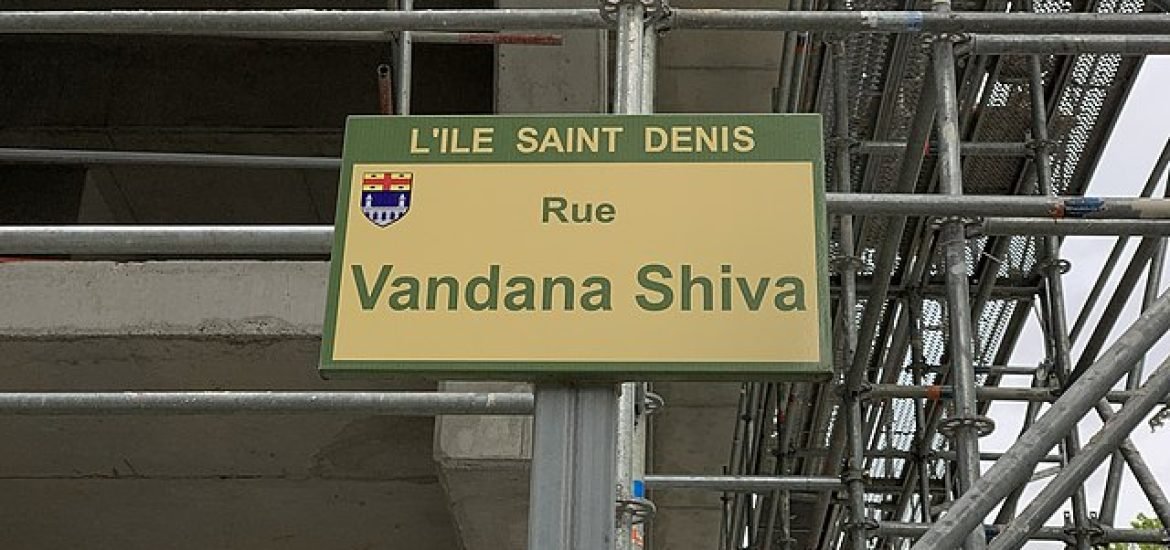 L'ILE SAINT DENIS
Rue
Vandana Shiva